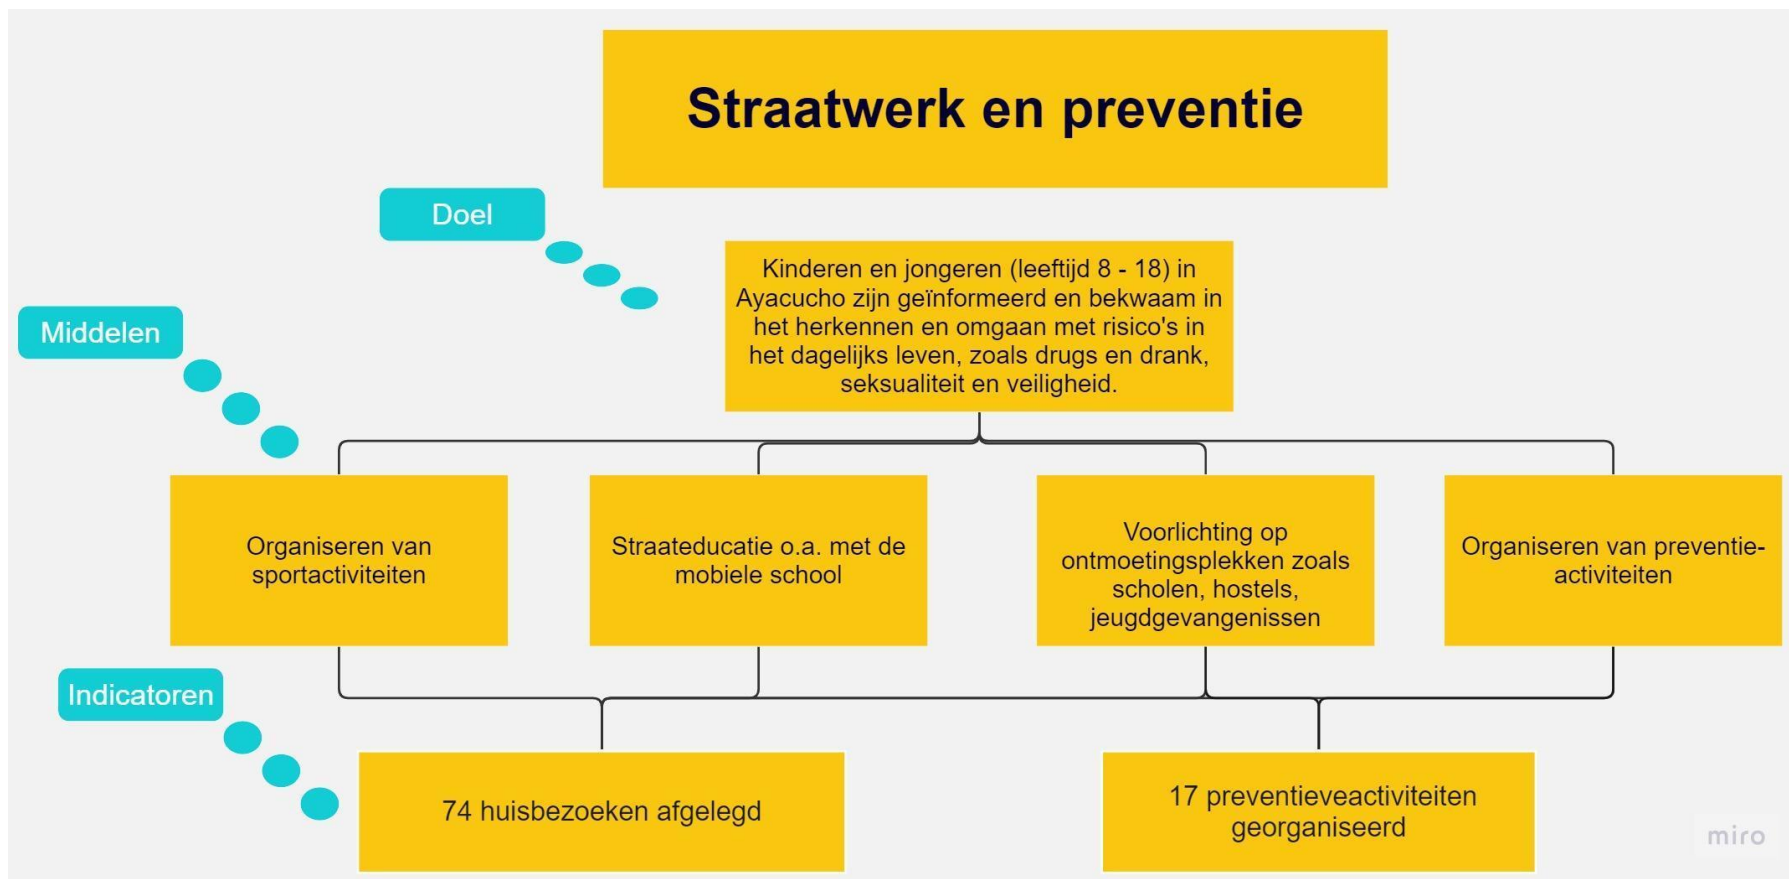 Straatwerk en preventie
Doel
Kinderen en jongeren (leeftijd 8 - 18) in
Ayacucho zijn geïnformeerd en bekwaam in
het herkennen en omgaan met risico's in
het dagelijks leven, zoals drugs en drank,
seksualiteit en veiligheid.
Middelen
Organiseren van
sportactiviteiten
Straateducatie o.a. met de
mobiele school
Voorlichting op
ontmoetingsplekken zoals
scholen, hostels,
jeugdgevangenissen
Organiseren van preventie-
activiteiten
Indicatoren
74 huisbezoeken afgelegd
17 preventieveactiviteiten
georganiseerd
miro